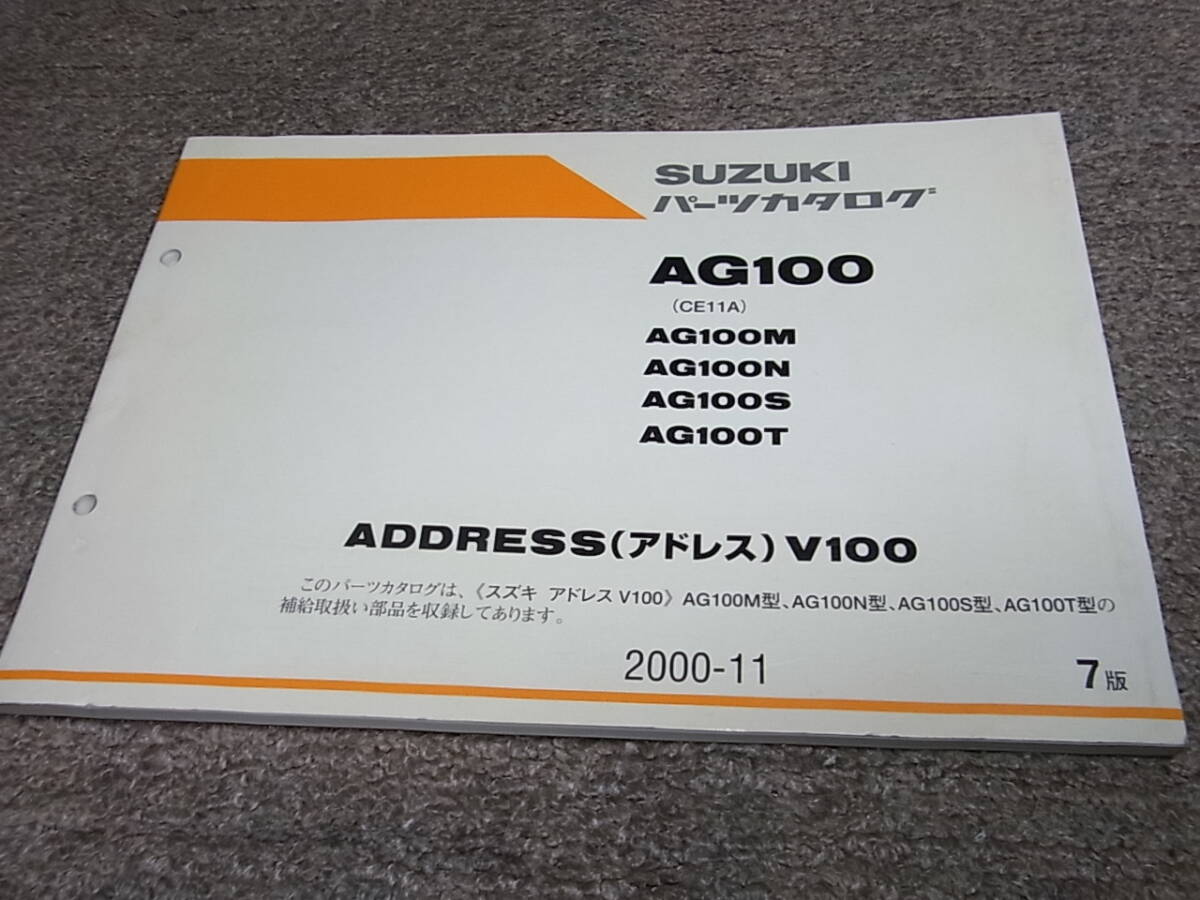 SUZUKI
パーツカタログ
AG100
(CE11A)
AG100M
AG100N
AG100S
AG100T
ADDRESS(アドレス)V100
このパーツカタログは、《スズキ アドレスV100》AG100M型、AG100N型、AG100S型、AG100T型の
補給取扱い部品を収録してあります。
2000-11 7版